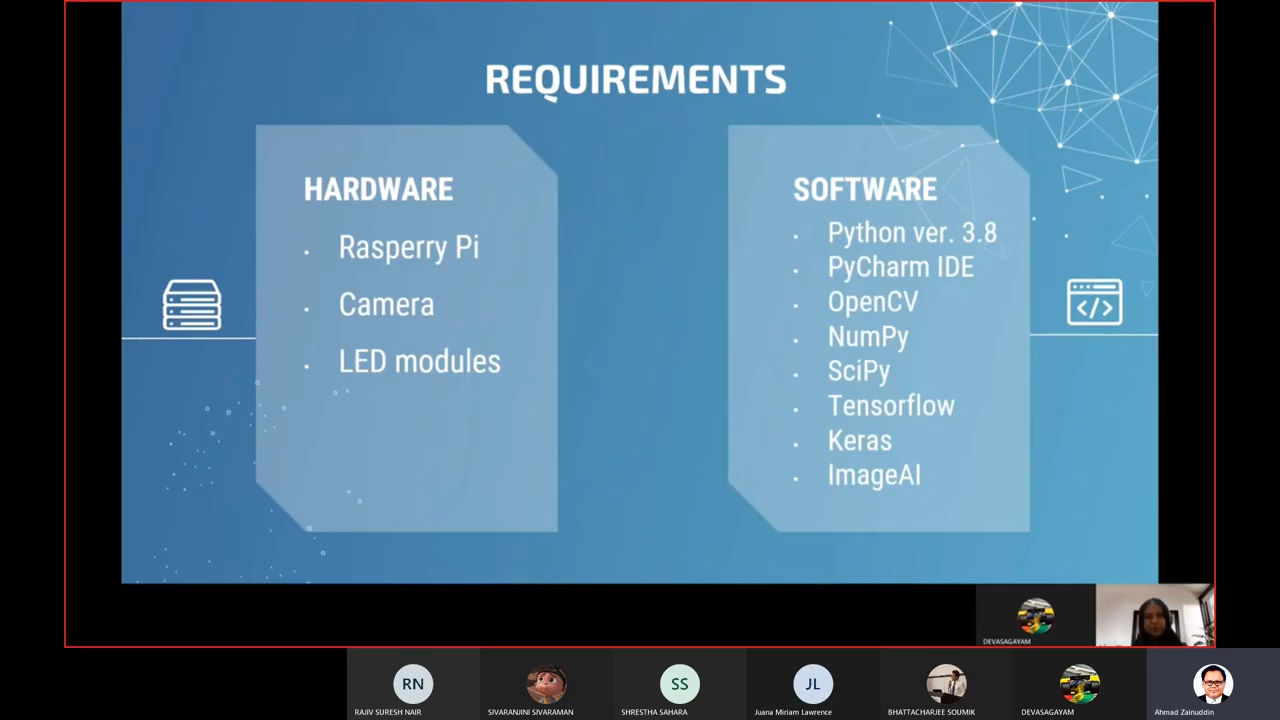 REQUIREMENTS
HARDWARE
Rasperry Pi
Camera
LED modules
SOFTWARE
Python ver. 3.8
PyCharm IDE
OpenCV
NumPy
SciPy
Tensorflow
Keras
ImageAI
</>
DEVASAGAYAM
RN
RAJIV SURESH NAIR
SIVARANJINI SIVARAMAN
SS
SHRESTHA SAHARA
JL
Juana Miriam Lawrence
BHATTACHARJEE SOUMIK
DEVASAGAYAM
Ahmad Zainuddin